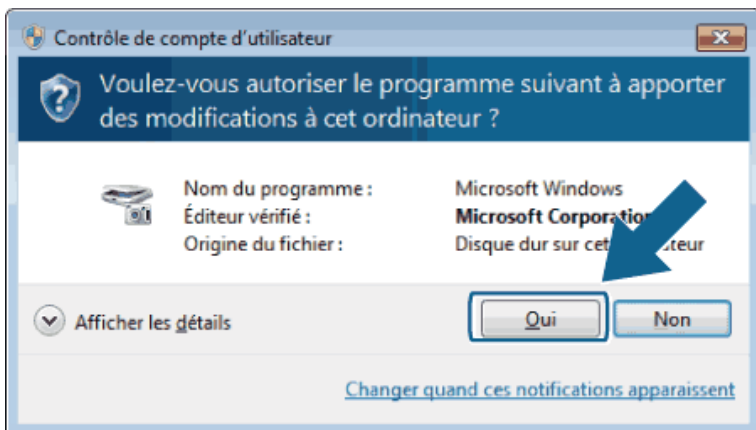 Contrôle de compte d'utilisateur
Voulez-vous autoriser le programme suivant à apporter
des modifications à cet ordinateur ?
Nom du programme : Microsoft Windows
Éditeur vérifié : Microsoft Corporation
Origine du fichier : Disque dur sur cet
Afficher les détails
Oui
Non
Changer quand ces notifications apparaissent